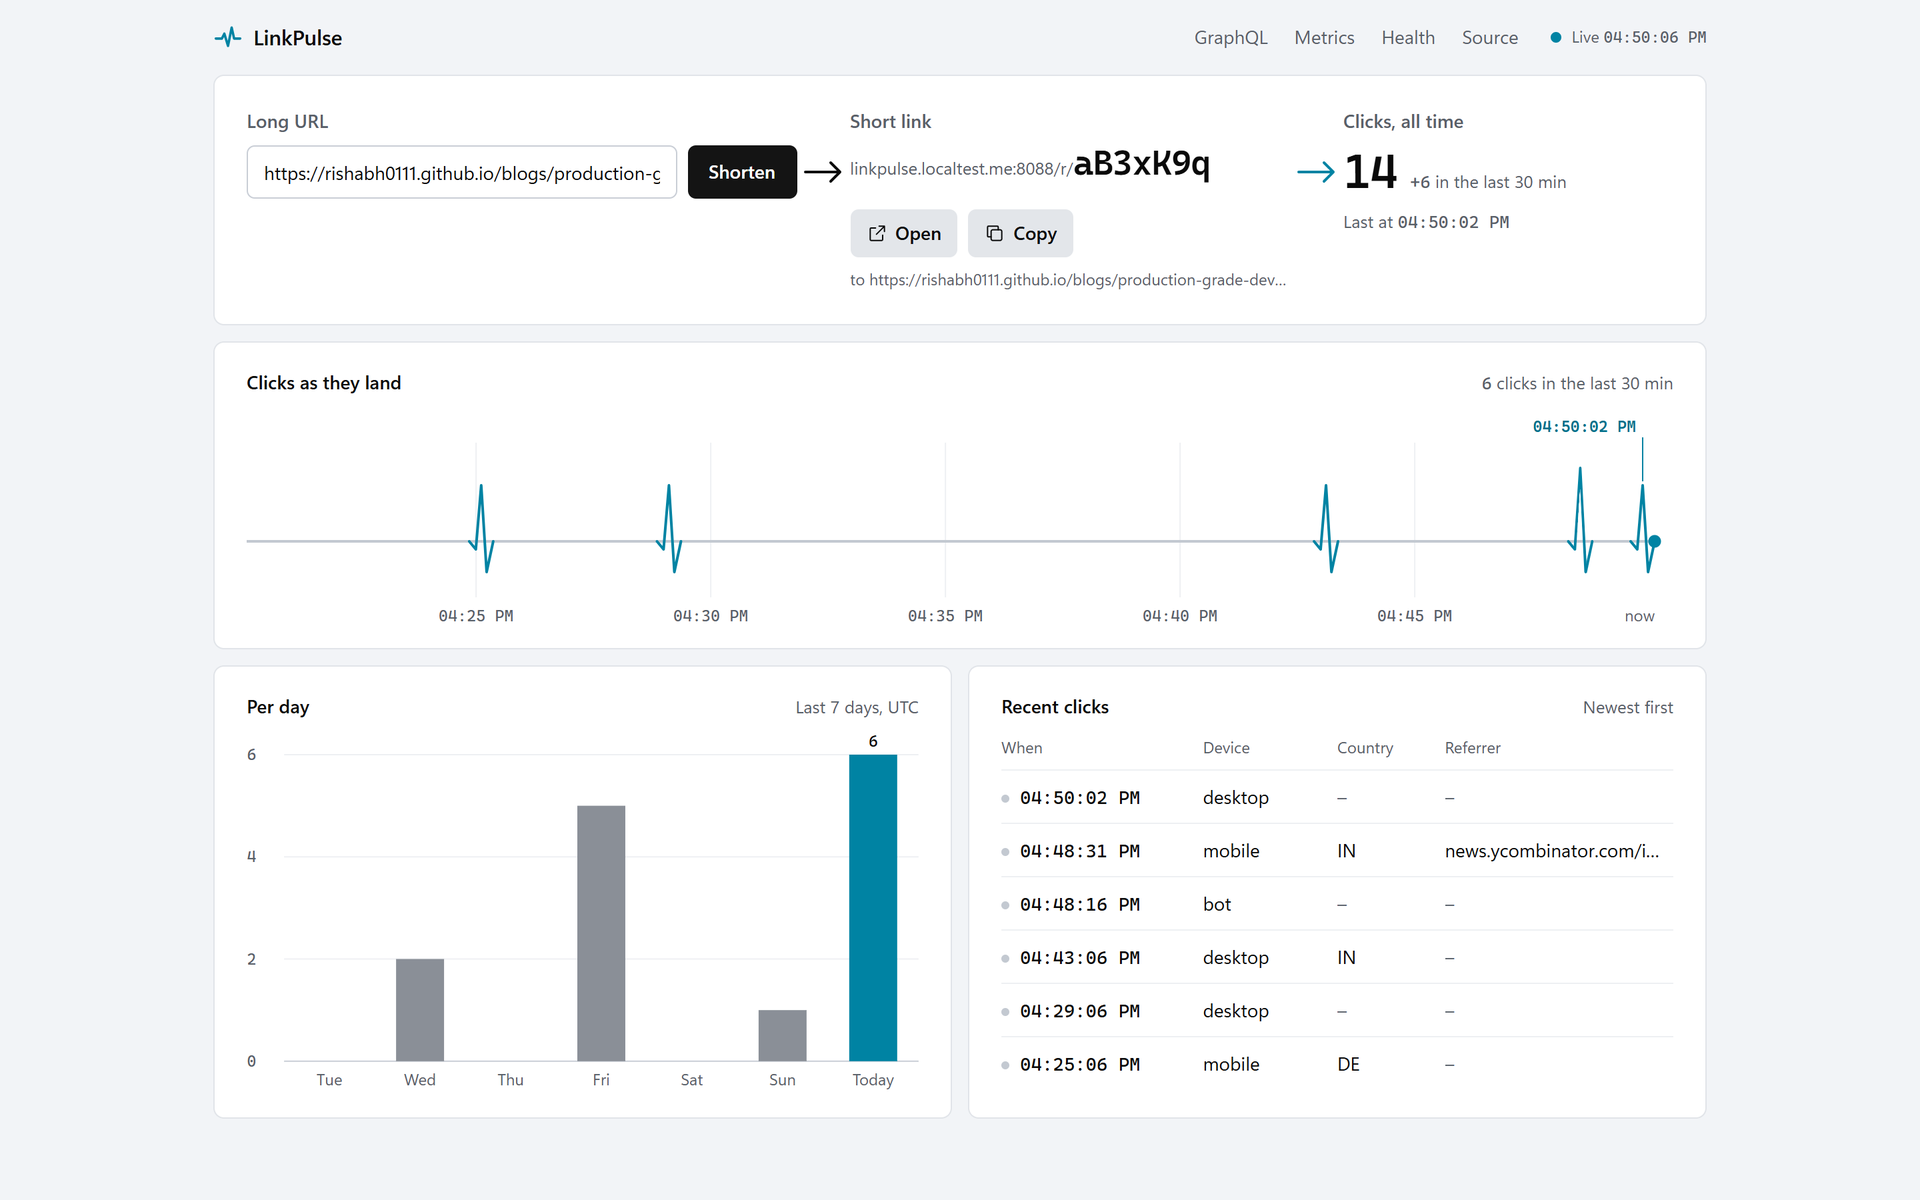 LinkPulse
GraphQL Metrics Health Source Live 04:50:06 PM
Long URL
https://rishabh0111.github.io/blogs/production-g
Shorten
Short link
linkpulse.localtest.me:8088/r/aB3xK9q
Open Copy
to https://rishabh0111.github.io/blogs/production-grade-dev...
Clicks, all time
14 +6 in the last 30 min
Last at 04:50:02 PM
Clicks as they land
6 clicks in the last 30 min
04:50:02 PM
04:25 PM 04:30 PM 04:35 PM 04:40 PM 04:45 PM now
Per day
Last 7 days, UTC
6
6
4
2
0
Tue Wed Thu Fri Sat Sun Today
Recent clicks
Newest first
When Device Country Referrer
04:50:02 PM desktop – –
04:48:31 PM mobile IN news.ycombinator.com/i...
04:48:16 PM bot – –
04:43:06 PM desktop IN –
04:29:06 PM desktop – –
04:25:06 PM mobile DE –